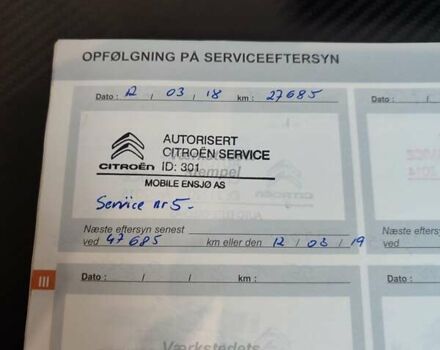 OPFØLGNING PÅ SERVICEEFTERSYN
Dato : 12 / 03 / 18 km : 27685
AUTORISERT
CITROËN SERVICE
CITROËN ID: 301
MOBILE ENSJØ AS
Service nr 5-
Næste eftersyn senest
ved 47685 km eller den 12 / 03 / 19
III
Dato : / / km :
Værkstedets
Dato :
Næste
ved
Dato :